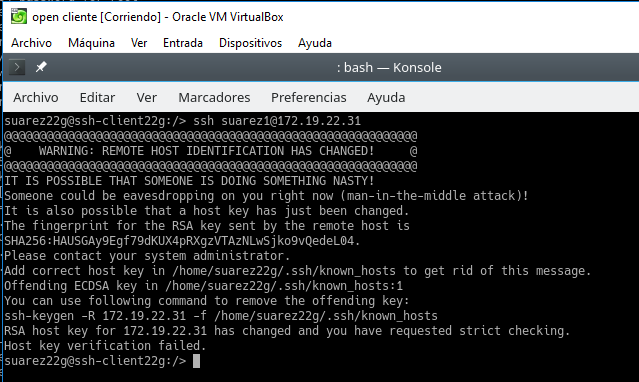 open cliente [Corriendo] - Oracle VM VirtualBox
Archivo Máquina Ver Entrada Dispositivos Ayuda
: bash — Konsole
Archivo Editar Ver Marcadores Preferencias Ayuda
suarez22g@ssh-client22g:/> ssh suarez1@172.19.22.31
@@@@@@@@@@@@@@@@@@@@@@@@@@@@@@@@@@@@@@@@@@@@@@@@@@@@@@@@@@@
@    WARNING: REMOTE HOST IDENTIFICATION HAS CHANGED!     @
@@@@@@@@@@@@@@@@@@@@@@@@@@@@@@@@@@@@@@@@@@@@@@@@@@@@@@@@@@@
IT IS POSSIBLE THAT SOMEONE IS DOING SOMETHING NASTY!
Someone could be eavesdropping on you right now (man-in-the-middle attack)!
It is also possible that a host key has just been changed.
The fingerprint for the RSA key sent by the remote host is
SHA256:HAUSGAy9Egf79dKUX4pRXgzVTAzNLwSjko9vQedeL04.
Please contact your system administrator.
Add correct host key in /home/suarez22g/.ssh/known_hosts to get rid of this message.
Offending ECDSA key in /home/suarez22g/.ssh/known_hosts:1
You can use following command to remove the offending key:
ssh-keygen -R 172.19.22.31 -f /home/suarez22g/.ssh/known_hosts
RSA host key for 172.19.22.31 has changed and you have requested strict checking.
Host key verification failed.
suarez22g@ssh-client22g:/>